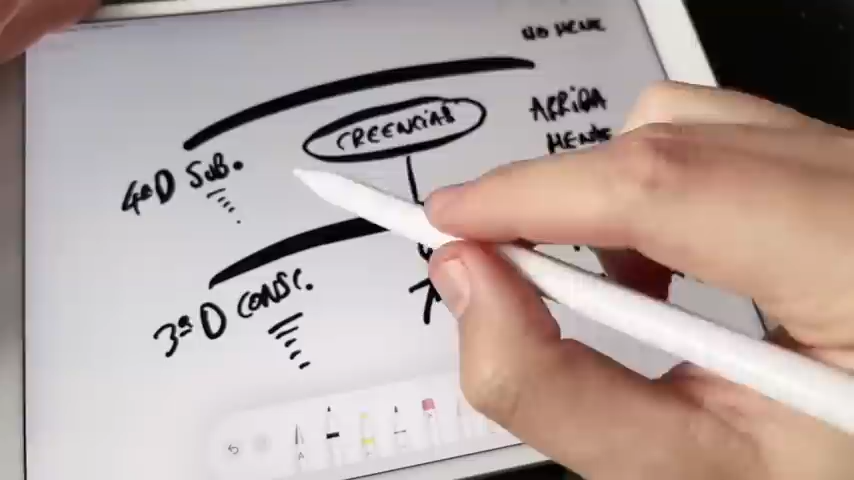 NO MENTE
ARRIBA
MENTE
CREENCIAS
4ªD SUB.
3ªD CONSC.